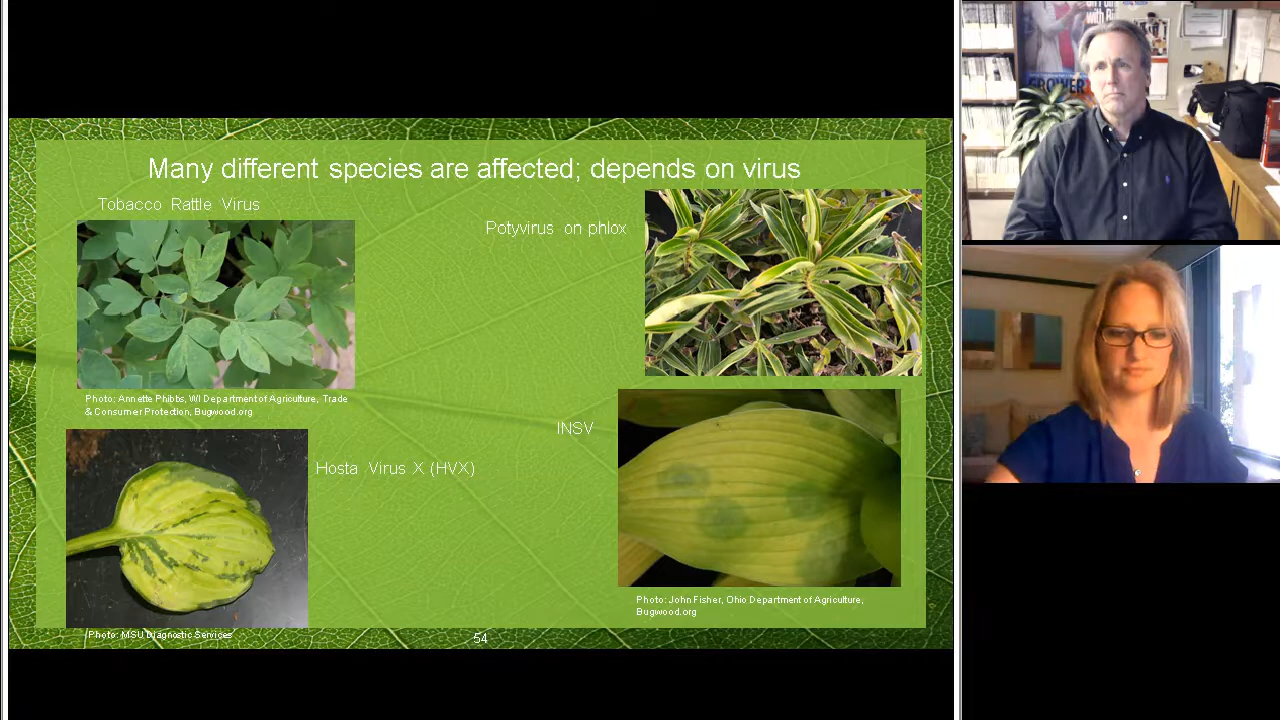 Many different species are affected; depends on virus
Tobacco Rattle Virus
Potyvirus on phlox
Photo: Annette Phibbs, WI Department of Agriculture, Trade
& Consumer Protection, Bugwood.org
INSV
Hosta Virus X (HVX)
Photo: John Fisher, Ohio Department of Agriculture,
Bugwood.org
Photo: MSU Diagnostic Services
54
GROWER